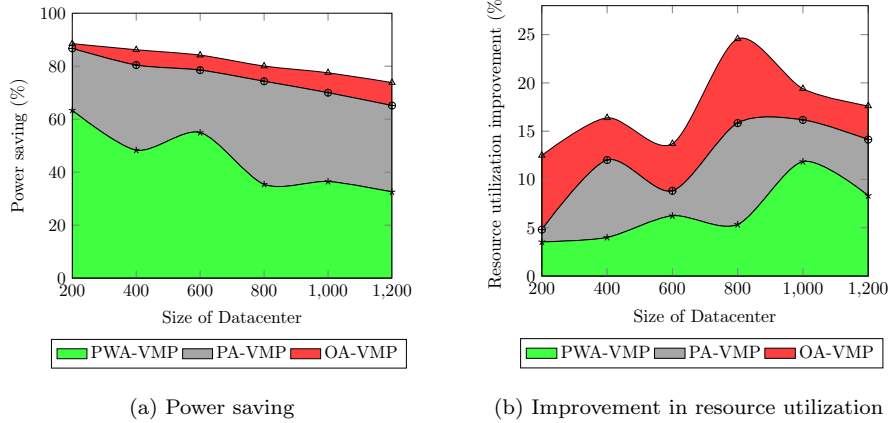 100
80
60
40
20
0
Power saving (%)
200 400 600 800 1,000 1,200
Size of Datacenter
PWA-VMP PA-VMP OA-VMP
(a) Power saving
25
20
15
10
5
0
Resource utilization improvement (%
200 400 600 800 1,000 1,200
Size of Datacenter
PWA-VMP PA-VMP OA-VMP
(b) Improvement in resource utilization